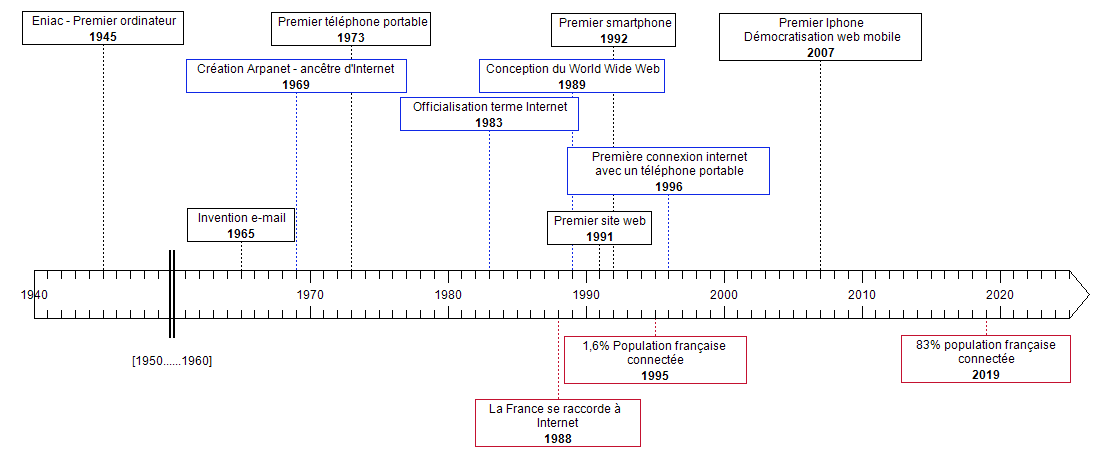 Eniac - Premier ordinateur
1945
Premier téléphone portable
1973
Premier smartphone
1992
Premier Iphone
Démocratisation web mobile
2007
Création Arpanet - ancêtre d'Internet
1969
Conception du World Wide Web
1989
Officialisation terme Internet
1983
Première connexion internet
avec un téléphone portable
1996
Invention e-mail
1965
Premier site web
1991
1940
1970
1980
1990
2000
2010
2020
[1950......1960]
1,6% Population française
connectée
1995
83% population française
connectée
2019
La France se raccorde à
Internet
1988